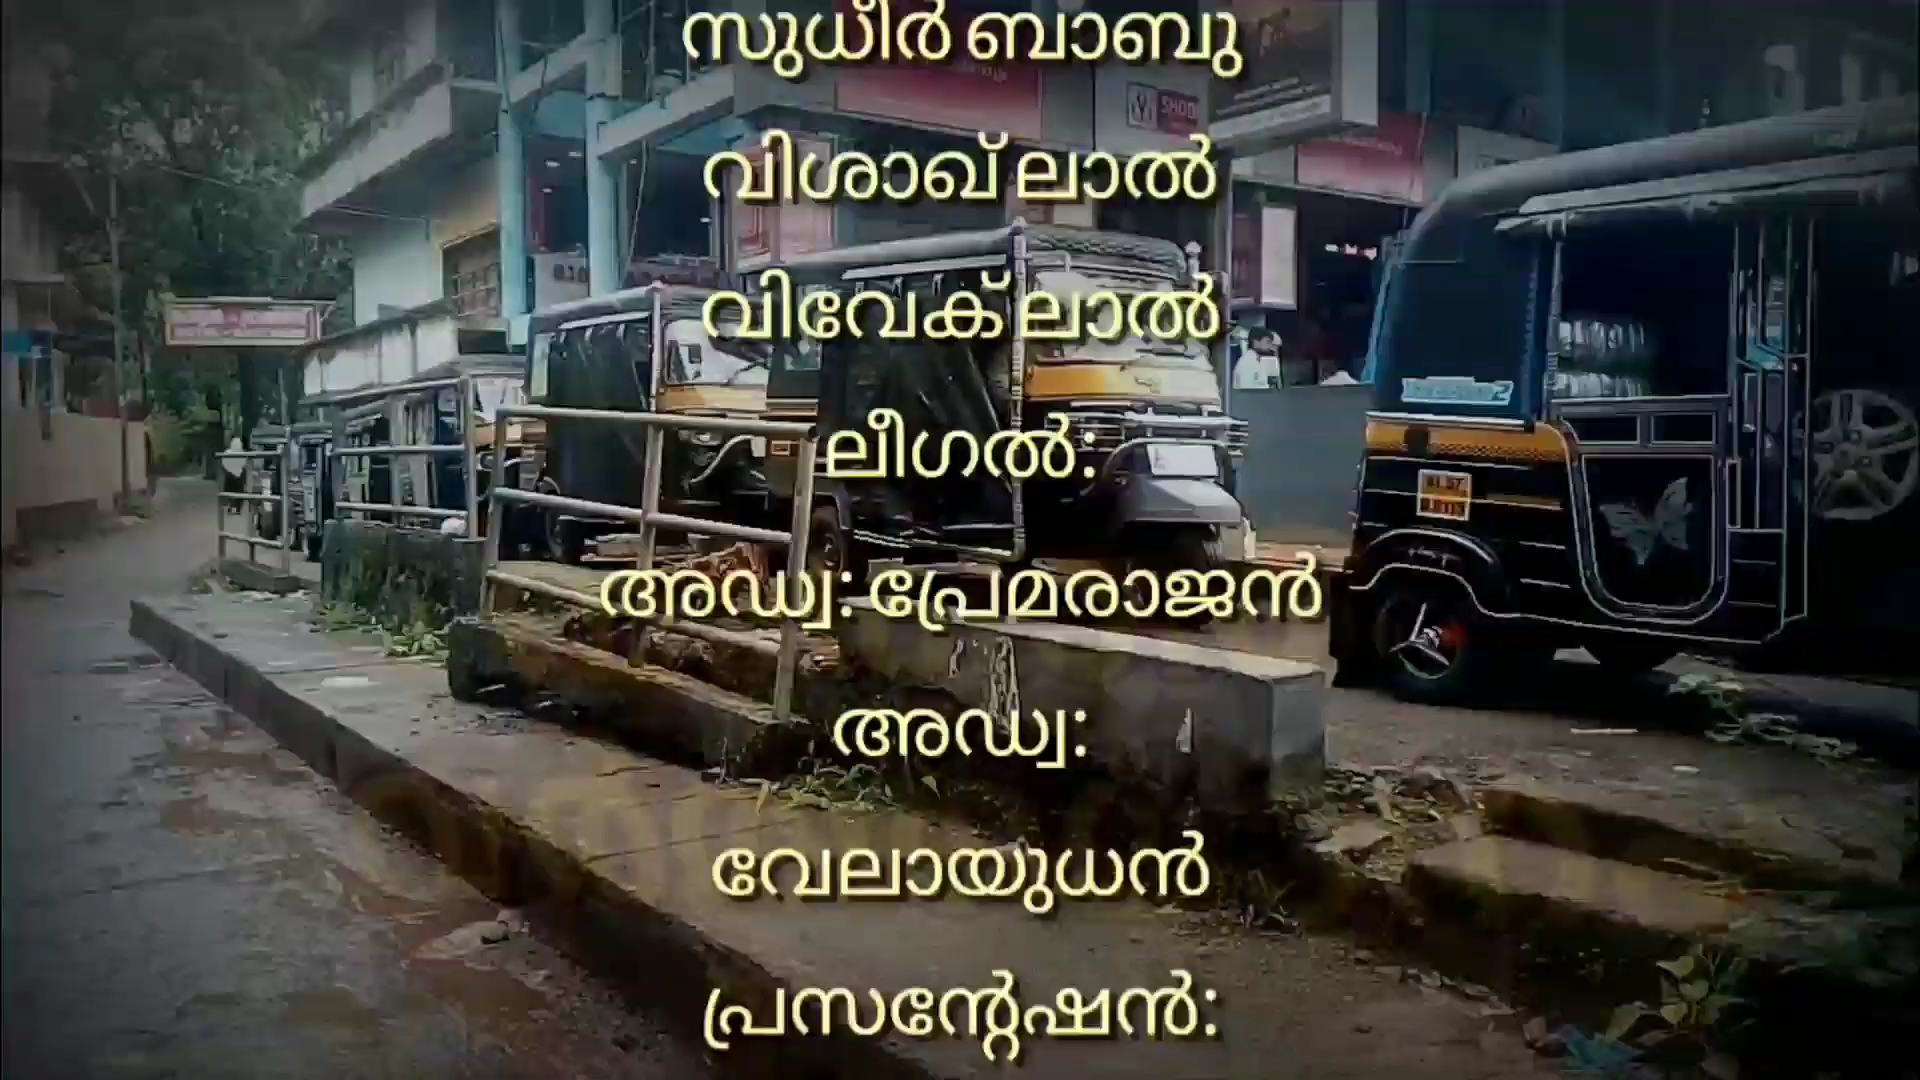 സുധീർ ബാബു
വിശാഖ് ലാൽ
വിവേക് ലാൽ
ലീഗൽ:
അഡ്വ: പ്രേമരാജൻ
അഡ്വ:
വേലായുധൻ
പ്രസന്റേഷൻ: